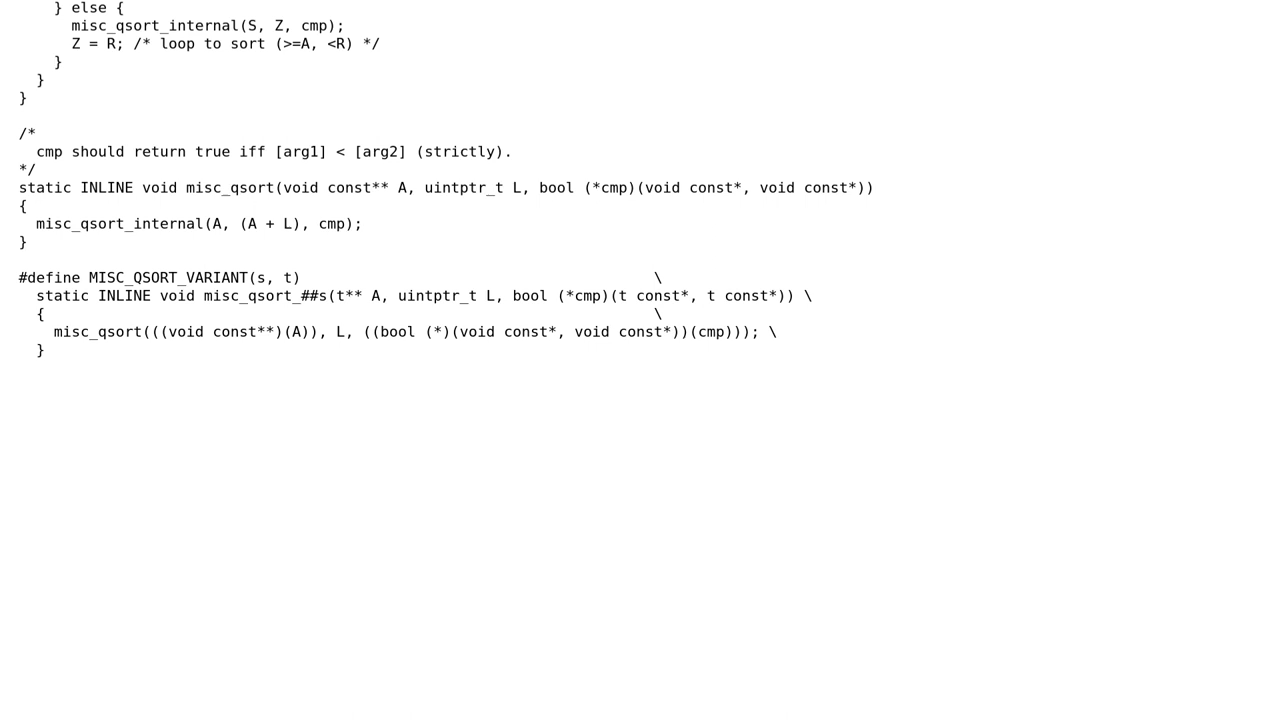 } else {
      misc_qsort_internal(S, Z, cmp);
      Z = R; /* loop to sort (>=A, <R) */
    }
  }
}

/*
  cmp should return true iff [arg1] < [arg2] (strictly).
*/
static INLINE void misc_qsort(void const** A, uintptr_t L, bool (*cmp)(void const*, void const*))
{
  misc_qsort_internal(A, (A + L), cmp);
}

#define MISC_QSORT_VARIANT(s, t)                                        \
  static INLINE void misc_qsort_##s(t** A, uintptr_t L, bool (*cmp)(t const*, t const*)) \
  {                                                                     \
    misc_qsort(((void const**)(A)), L, ((bool (*)(void const*, void const*))(cmp))); \
  }